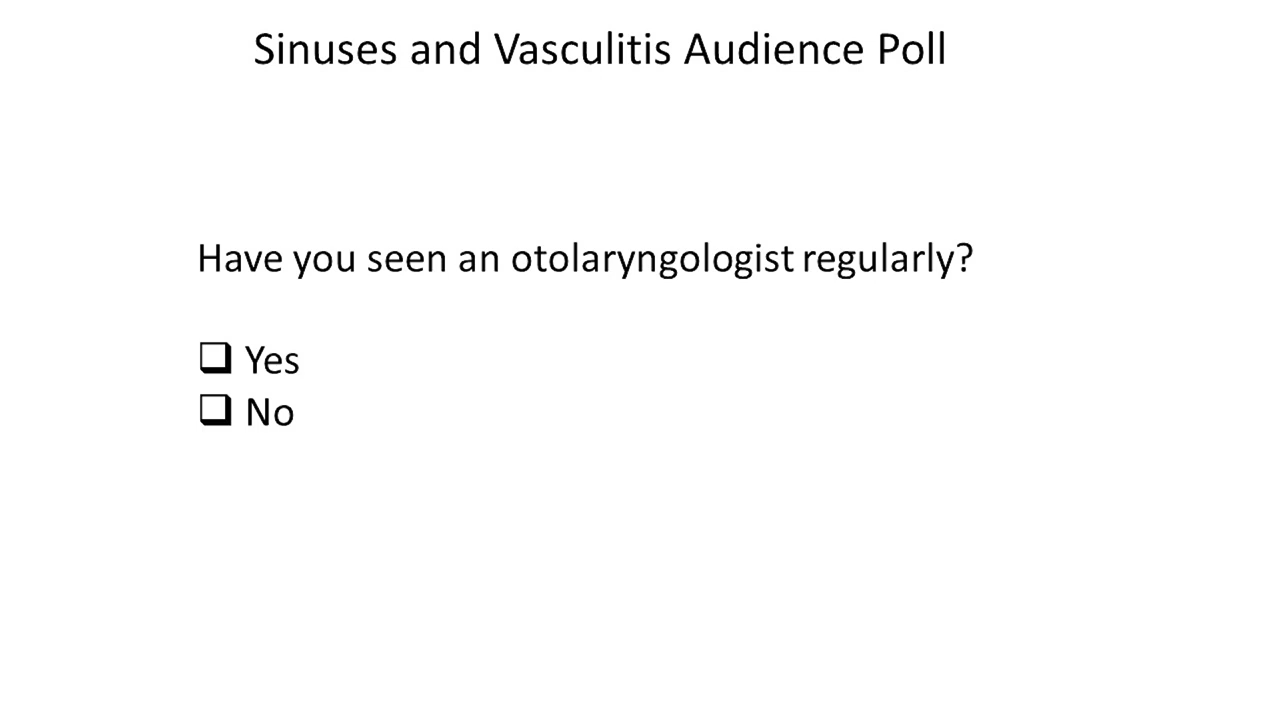 Sinuses and Vasculitis Audience Poll
Have you seen an otolaryngologist regularly?
❑ Yes
❑ No